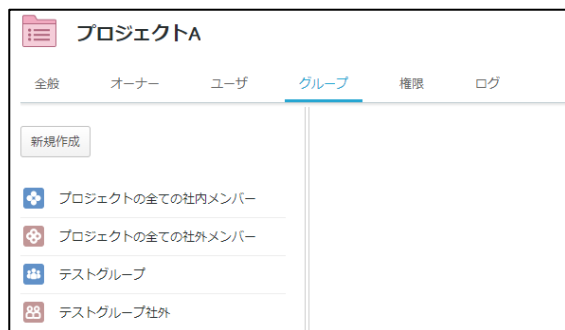 プロジェクトA
全般 オーナー ユーザ グループ 権限 ログ
新規作成
プロジェクトの全ての社内メンバー
プロジェクトの全ての社外メンバー
テストグループ
テストグループ社外